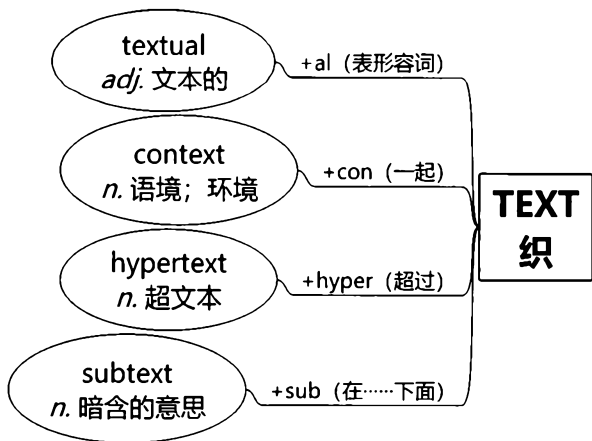 textual
adj. 文本的
+al（表形容词）
context
n. 语境；环境
+con（一起）
hypertext
n. 超文本
+hyper（超过）
subtext
n. 暗含的意思
+sub（在……下面）
TEXT
织